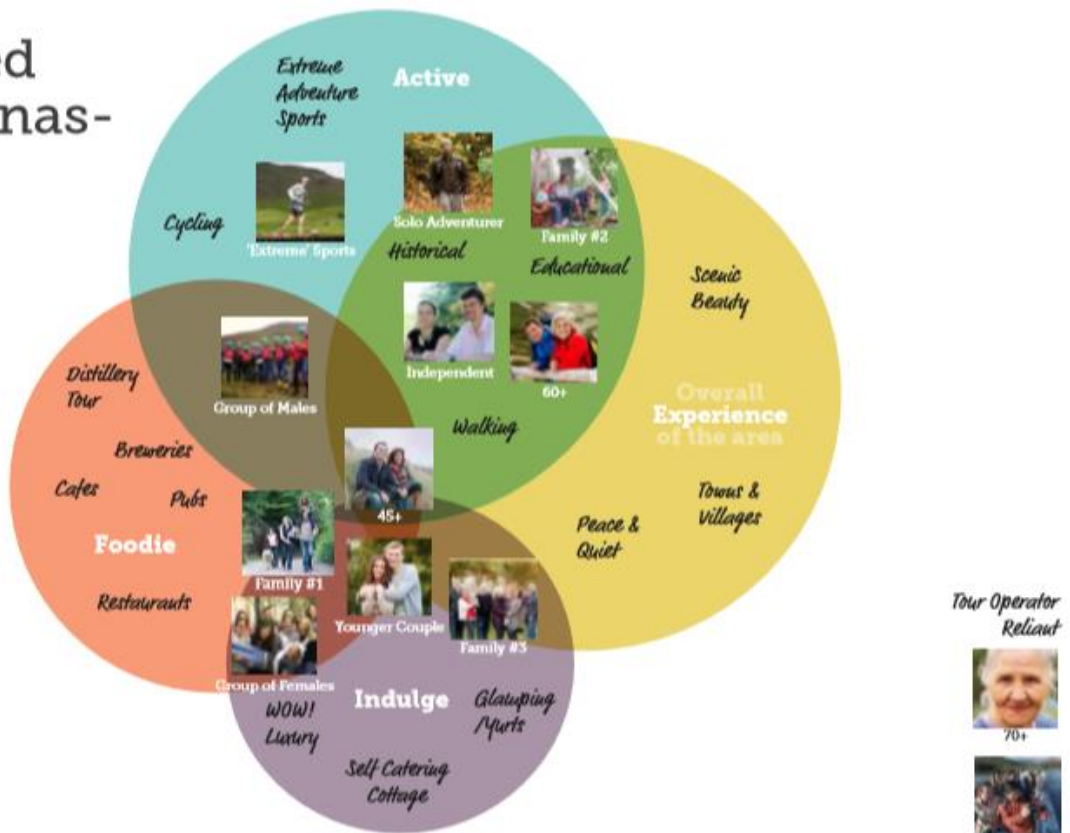 ed
nas-
Extreme
Adventure
Sports
Active
Cycling
'Extreme' Sports
Solo Adventurer
Family #2
Historical
Educational
Scenic
Beauty
Independent
60+
Distillery
Tour
Group of Males
Overall
Experience
of the area
Walking
Breweries
Cafes
Pubs
45+
Towns &
Villages
Peace &
Quiet
Foodie
Family #1
Restaurants
Younger Couple
Family #3
Group of Females
Indulge
WOW!
Luxury
Glamping
/Yurts
Self Catering
Cottage
Tour Operator
Reliant
70+